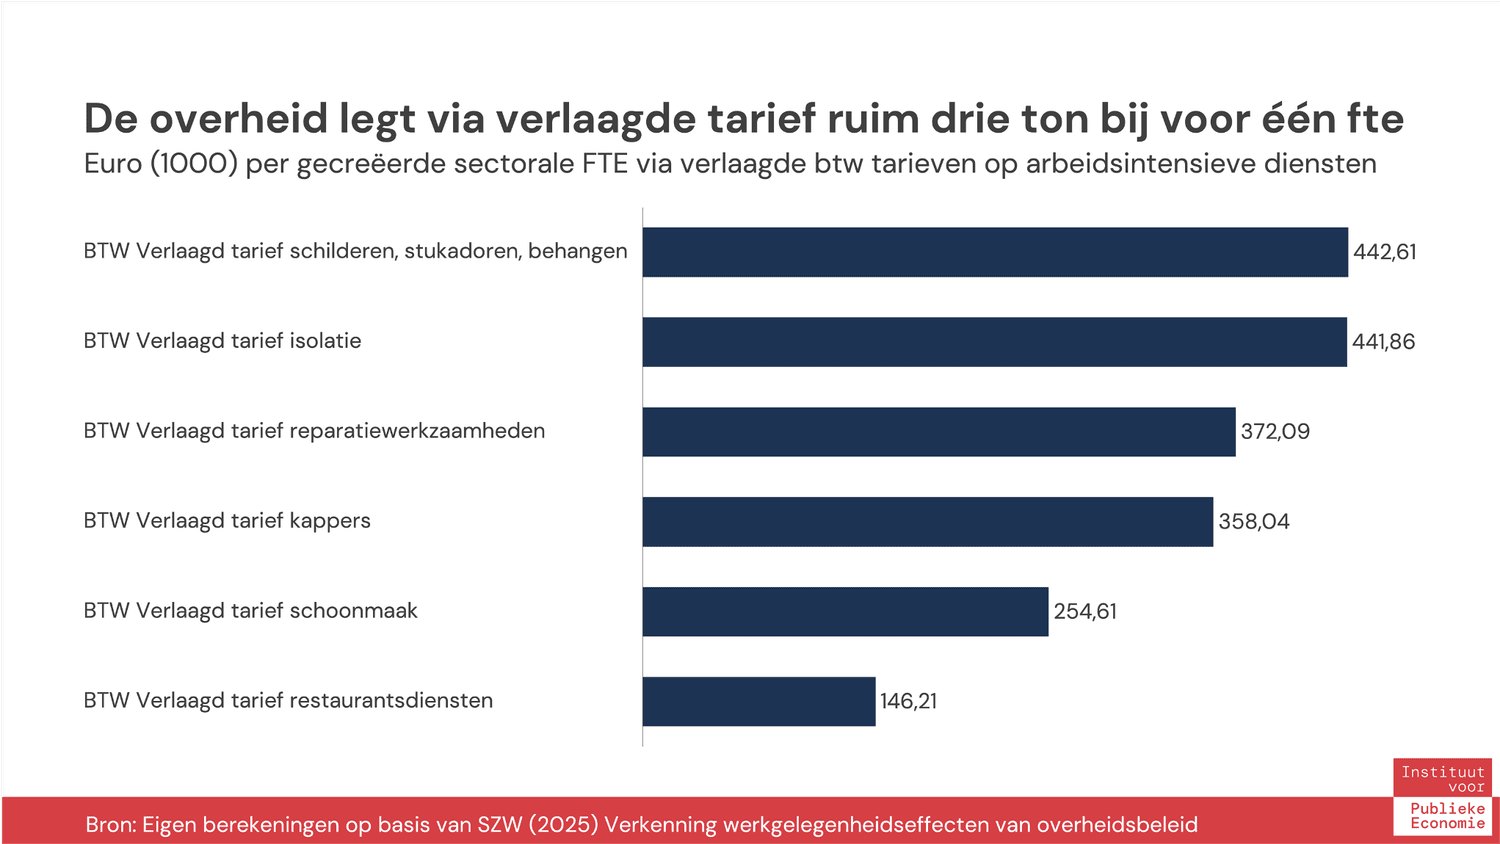 De overheid legt via verlaagde tarief ruim drie ton bij voor één fte
Euro (1000) per gecreëerde sectorale FTE via verlaagde btw tarieven op arbeidsintensieve diensten
BTW Verlaagd tarief schilderen, stukadoren, behangen 442,61
BTW Verlaagd tarief isolatie 441,86
BTW Verlaagd tarief reparatiewerkzaamheden 372,09
BTW Verlaagd tarief kappers 358,04
BTW Verlaagd tarief schoonmaak 254,61
BTW Verlaagd tarief restaurantsdiensten 146,21
Bron: Eigen berekeningen op basis van SZW (2025) Verkenning werkgelegenheidseffecten van overheidsbeleid
Instituut
voor
Publieke
Economie